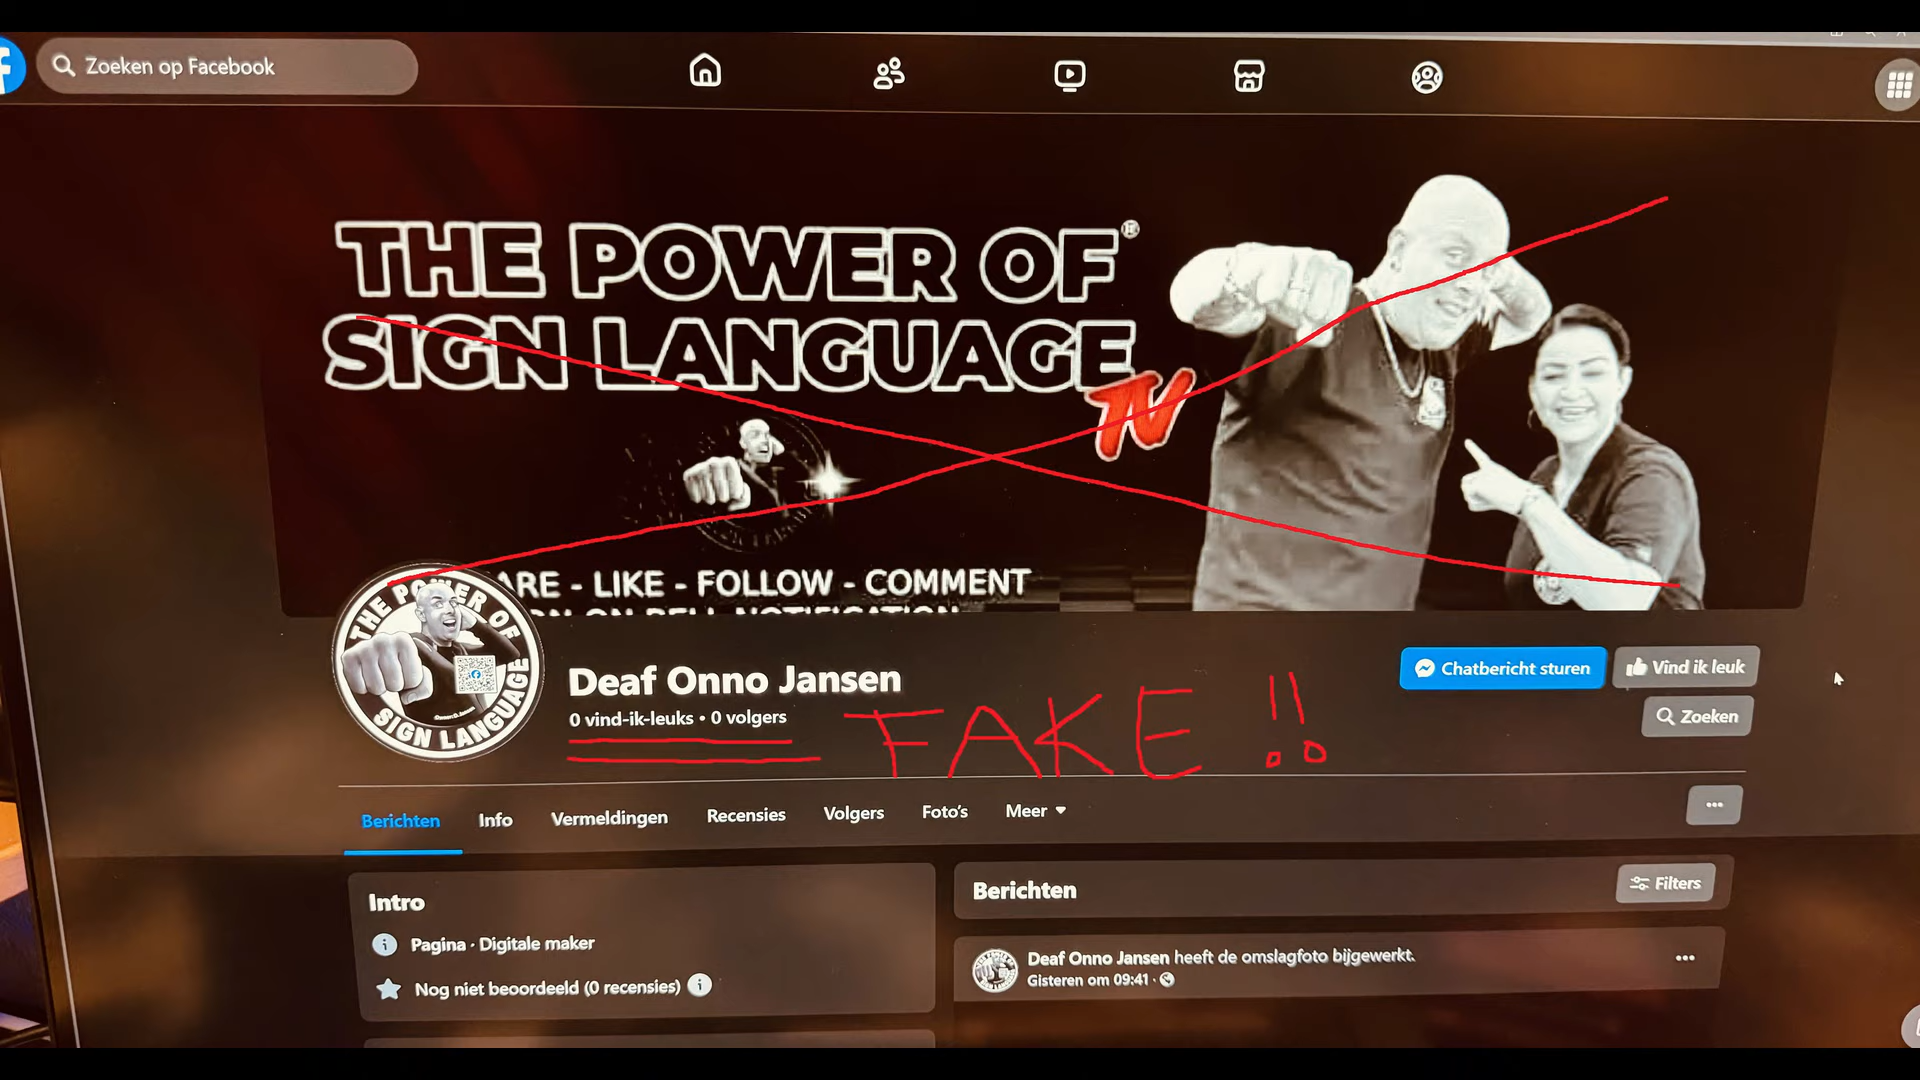 Zoeken op Facebook
THE POWER OF®
SIGN LANGUAGE
TV
ARE - LIKE - FOLLOW - COMMENT
ON BELL NOTIFICATION
THE POWER OF
SIGN LANGUAGE
Deaf Onno Jansen
0 vind-ik-leuks • 0 volgers
FAKE!!
Chatbericht sturen
Vind ik leuk
Zoeken
Berichten Info Vermeldingen Recensies Volgers Foto's Meer
Intro
Pagina · Digitale maker
Nog niet beoordeeld (0 recensies)
Berichten
Filters
Deaf Onno Jansen heeft de omslagfoto bijgewerkt.
Gisteren om 09:41 ·